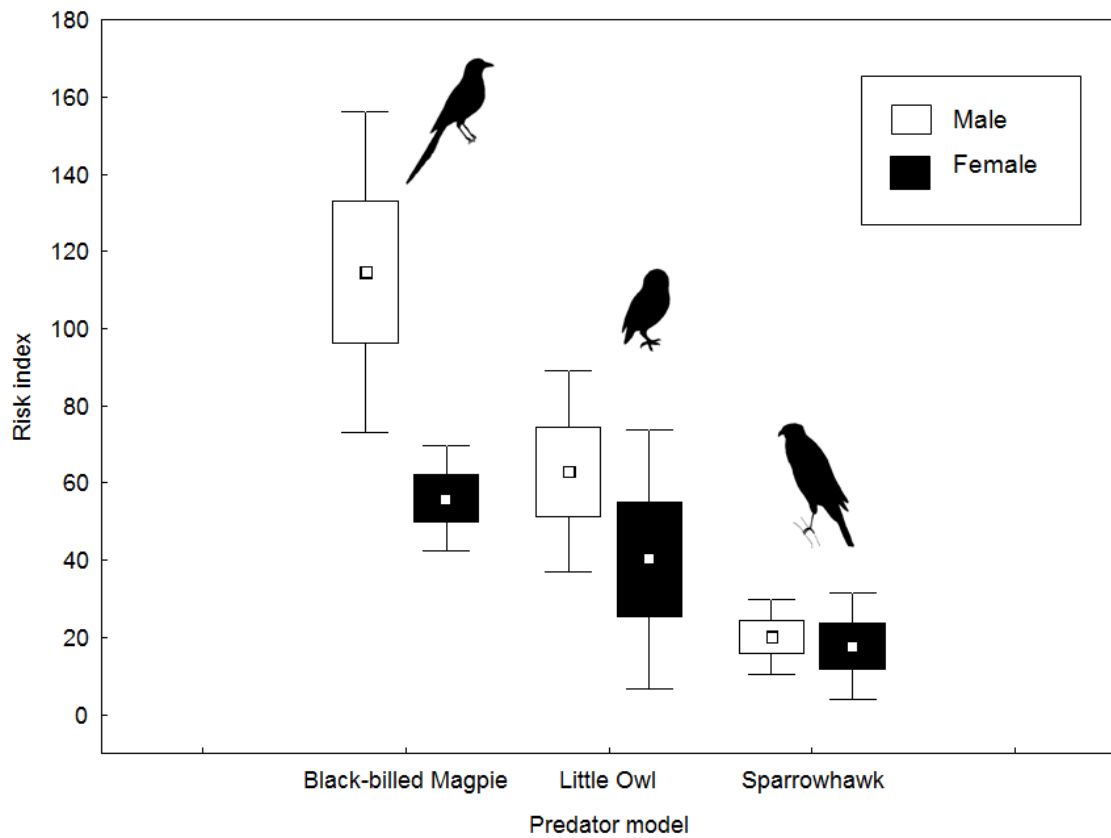 180
160
140
120
100
80
60
40
20
0
Risk index
Male
Female
Black-billed Magpie Little Owl Sparrowhawk
Predator model